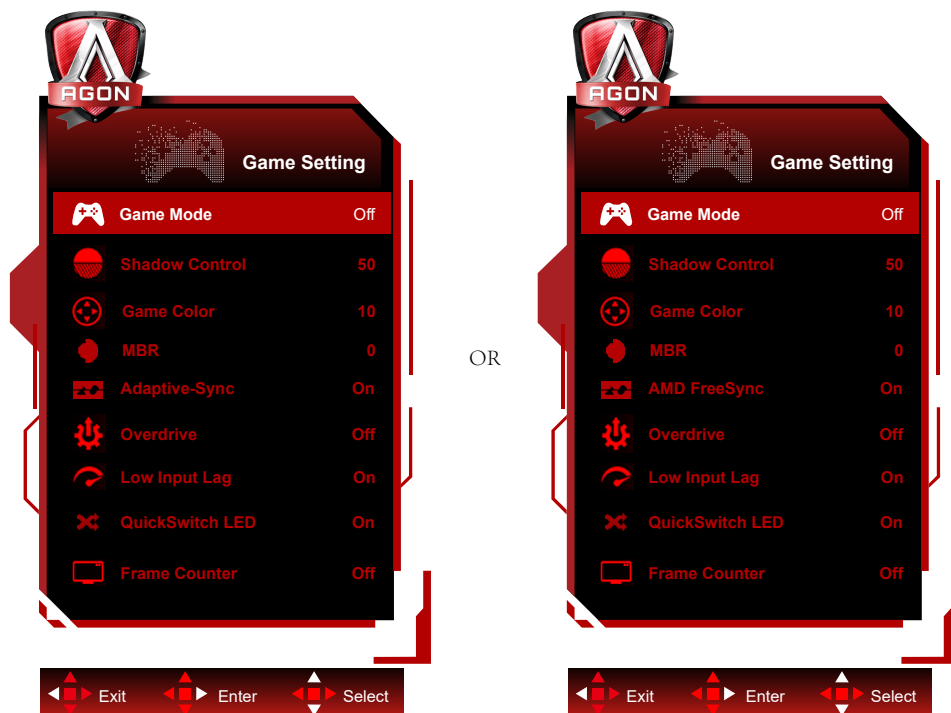 AGON
Game Setting
Game Mode Off
Shadow Control 50
Game Color 10
MBR 0
Adaptive-Sync On
Overdrive Off
Low Input Lag On
QuickSwitch LED On
Frame Counter Off
Exit Enter Select
OR
AGON
Game Setting
Game Mode Off
Shadow Control 50
Game Color 10
MBR 0
AMD FreeSync On
Overdrive Off
Low Input Lag On
QuickSwitch LED On
Frame Counter Off
Exit Enter Select